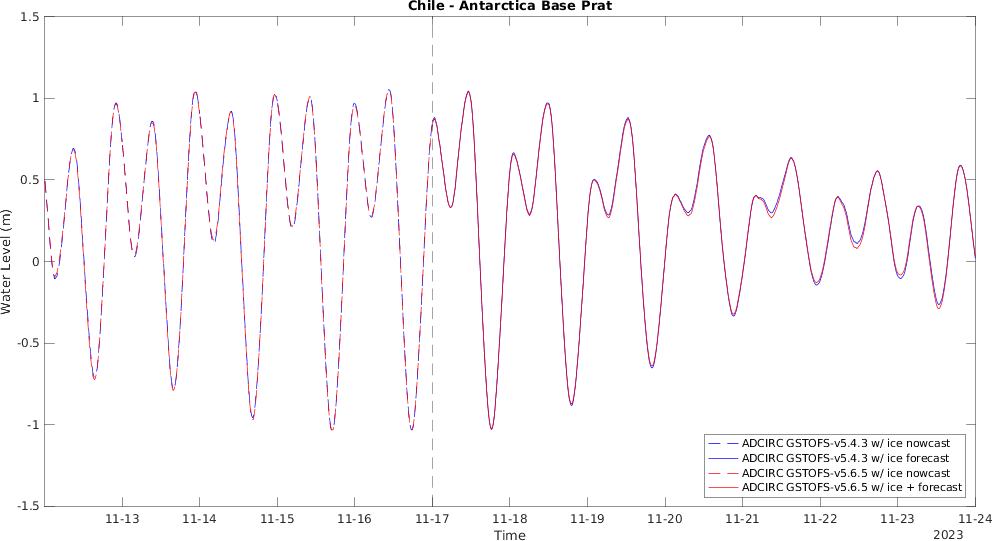 Chile - Antarctica Base Prat
Water Level (m)
1.5
1
0.5
0
-0.5
-1
-1.5
ADCIRC GSTOFS-v5.4.3 w/ ice nowcast
ADCIRC GSTOFS-v5.4.3 w/ ice forecast
ADCIRC GSTOFS-v5.6.5 w/ ice nowcast
ADCIRC GSTOFS-v5.6.5 w/ ice + forecast
11-13 11-14 11-15 11-16 11-17 11-18 11-19 11-20 11-21 11-22 11-23 11-24
Time
2023